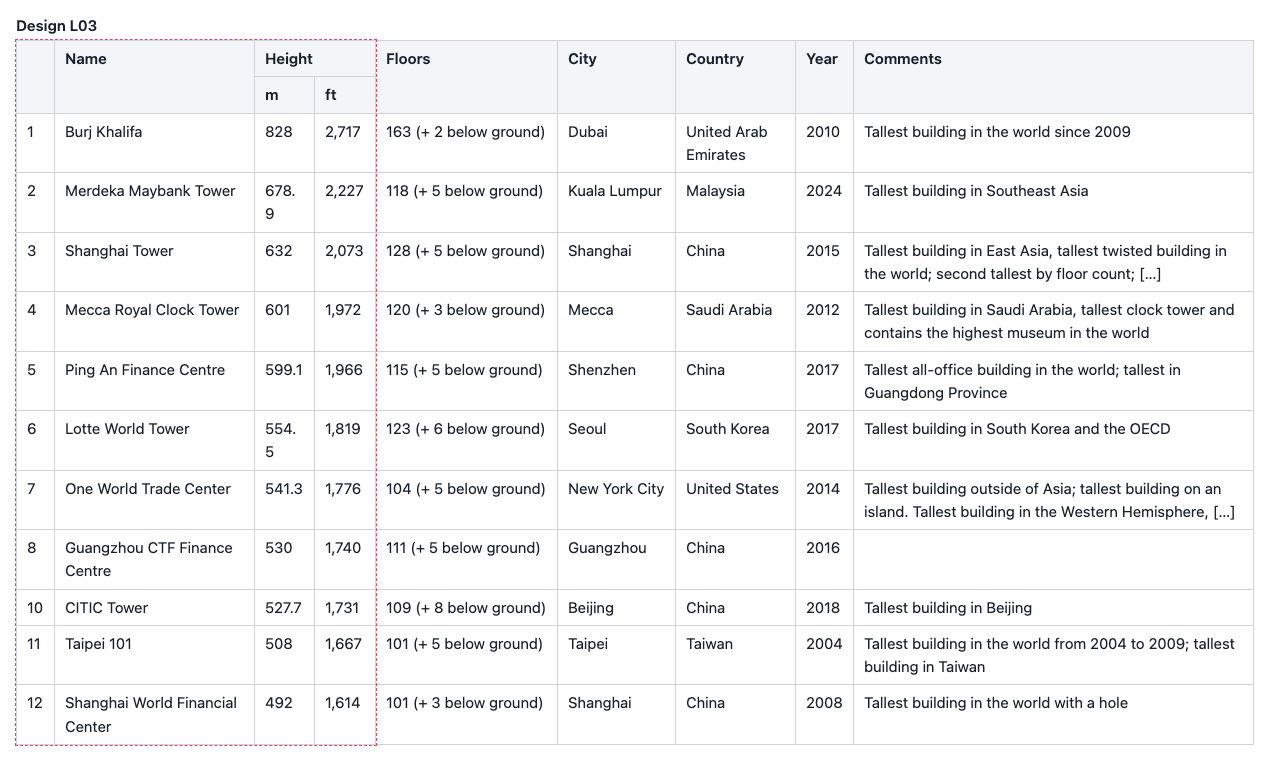 Design L03
Name Height Floors City Country Year Comments
m ft
1 Burj Khalifa 828 2,717 163 (+ 2 below ground) Dubai United Arab 2010 Tallest building in the world since 2009
Emirates
2 Merdeka Maybank Tower 678. 2,227 118 (+ 5 below ground) Kuala Lumpur Malaysia 2024 Tallest building in Southeast Asia
9
3 Shanghai Tower 632 2,073 128 (+ 5 below ground) Shanghai China 2015 Tallest building in East Asia, tallest twisted building in
the world; second tallest by floor count; [...]
4 Mecca Royal Clock Tower 601 1,972 120 (+ 3 below ground) Mecca Saudi Arabia 2012 Tallest building in Saudi Arabia, tallest clock tower and
contains the highest museum in the world
5 Ping An Finance Centre 599.1 1,966 115 (+ 5 below ground) Shenzhen China 2017 Tallest all-office building in the world; tallest in
Guangdong Province
6 Lotte World Tower 554. 1,819 123 (+ 6 below ground) Seoul South Korea 2017 Tallest building in South Korea and the OECD
5
7 One World Trade Center 541.3 1,776 104 (+ 5 below ground) New York City United States 2014 Tallest building outside of Asia; tallest building on an
island. Tallest building in the Western Hemisphere, [...]
8 Guangzhou CTF Finance 530 1,740 111 (+ 5 below ground) Guangzhou China 2016
Centre
10 CITIC Tower 527.7 1,731 109 (+ 8 below ground) Beijing China 2018 Tallest building in Beijing
11 Taipei 101 508 1,667 101 (+ 5 below ground) Taipei Taiwan 2004 Tallest building in the world from 2004 to 2009; tallest
building in Taiwan
12 Shanghai World Financial 492 1,614 101 (+ 3 below ground) Shanghai China 2008 Tallest building in the world with a hole
Center